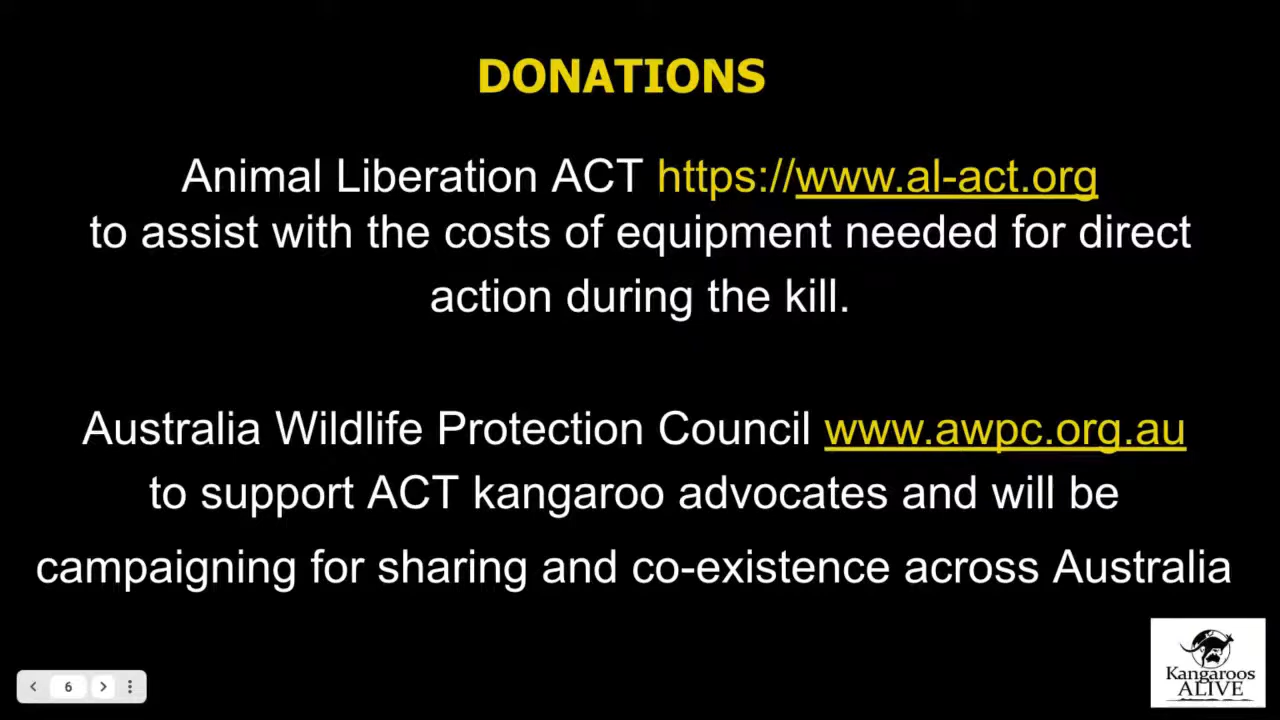 DONATIONS
Animal Liberation ACT https://www.al-act.org
to assist with the costs of equipment needed for direct
action during the kill.
Australia Wildlife Protection Council www.awpc.org.au
to support ACT kangaroo advocates and will be
campaigning for sharing and co-existence across Australia
6
Kangaroos
ALIVE